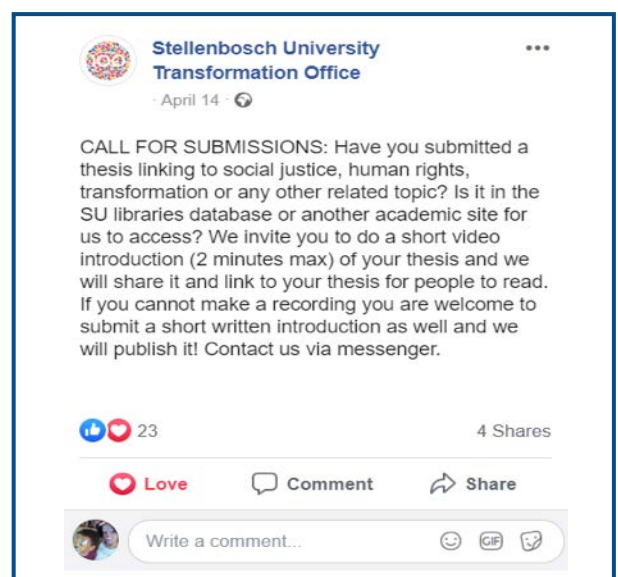 Stellenbosch University
Transformation Office
· April 14 ·
CALL FOR SUBMISSIONS: Have you submitted a
thesis linking to social justice, human rights,
transformation or any other related topic? Is it in the
SU libraries database or another academic site for
us to access? We invite you to do a short video
introduction (2 minutes max) of your thesis and we
will share it and link to your thesis for people to read.
If you cannot make a recording you are welcome to
submit a short written introduction as well and we
will publish it! Contact us via messenger.
23 4 Shares
Love Comment Share
Write a comment... GIF